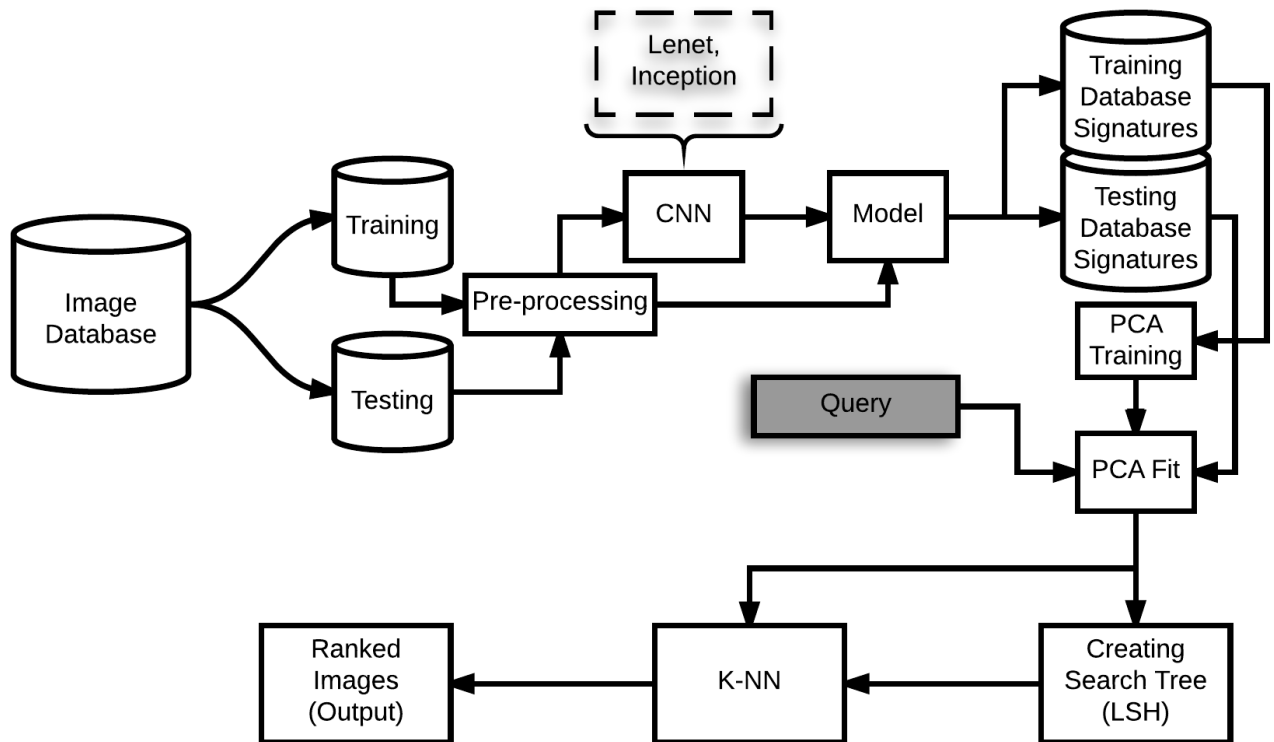 Lenet,
Inception
Training
Database
Signatures
Training
CNN
Model
Testing
Database
Signatures
Image
Database
Pre-processing
PCA
Training
Testing
Query
PCA Fit
Ranked
Images
(Output)
K-NN
Creating
Search Tree
(LSH)